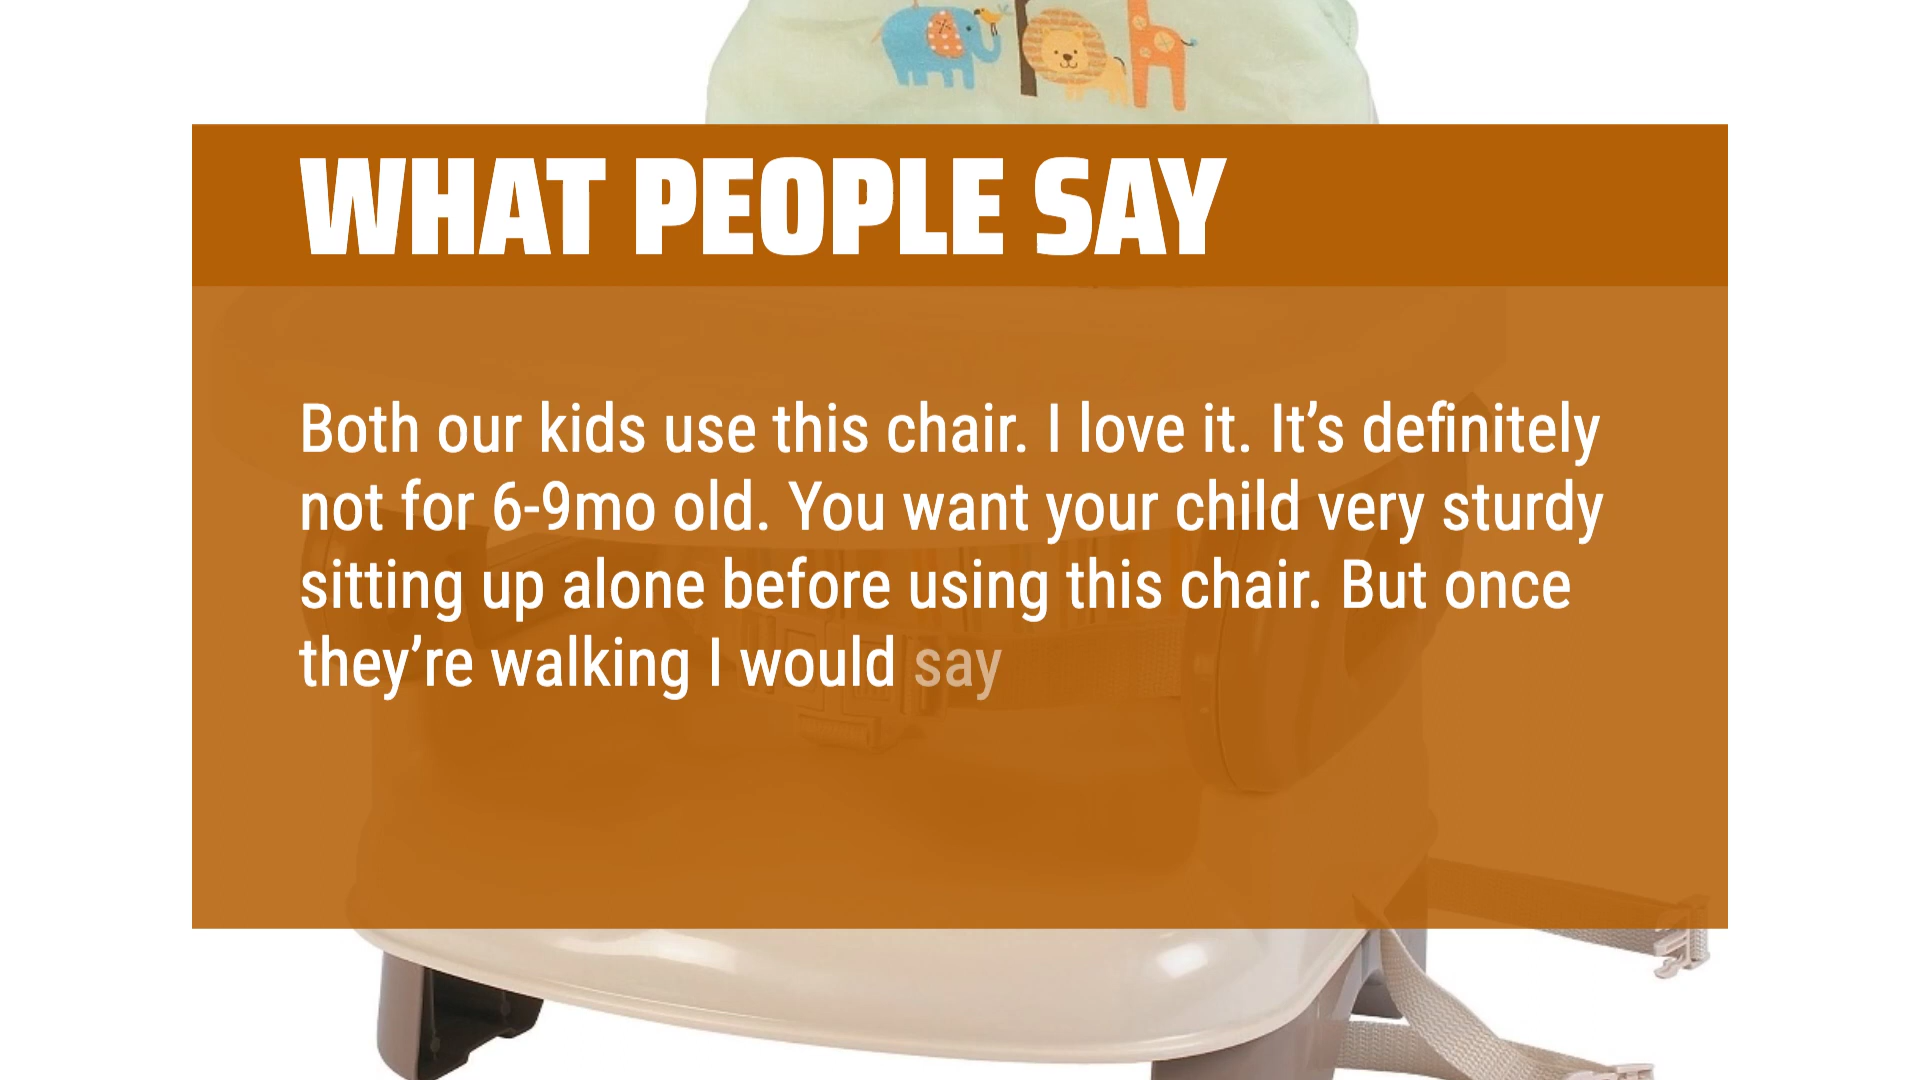 WHAT PEOPLE SAY
Both our kids use this chair. I love it. It’s definitely
not for 6-9mo old. You want your child very sturdy
sitting up alone before using this chair. But once
they’re walking I would say